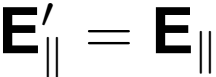 𝗘′∥ = 𝗘∥